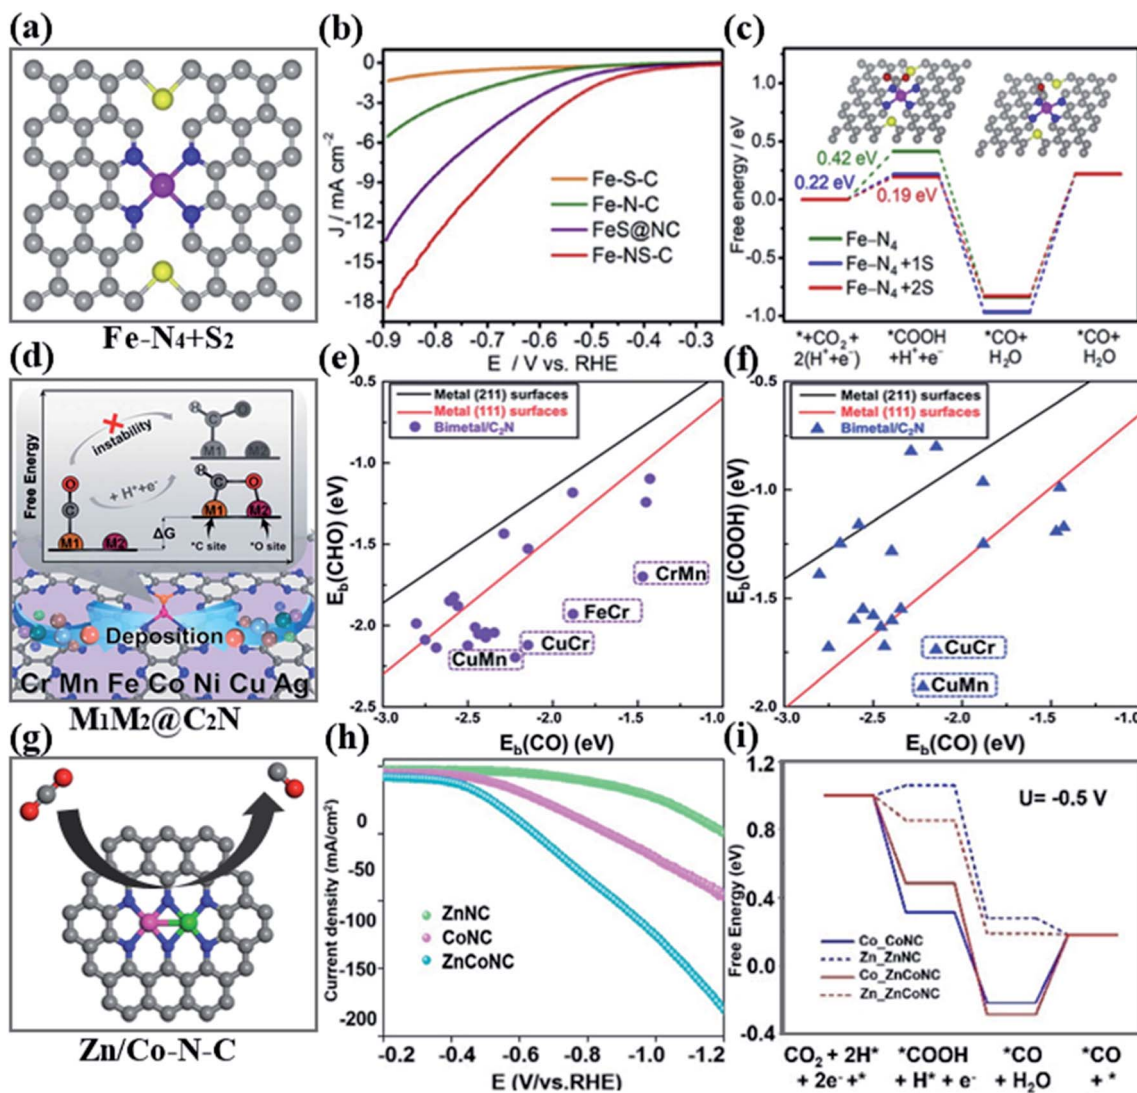 (a)
Fe-N4+S2
(b)
0
-3
-6
-9
-12
-15
-18
J / mA cm⁻²
Fe-S-C
Fe-N-C
FeS@NC
Fe-NS-C
-0.9 -0.8 -0.7 -0.6 -0.5 -0.4 -0.3
E / V vs. RHE
(c)
1.0
0.5
0.0
-0.5
-1.0
Free energy / eV
0.42 eV
0.22 eV
0.19 eV
Fe–N₄
Fe–N₄+1S
Fe–N₄+2S
*+CO₂+ *COOH *CO+ *CO+
2(H⁺+e⁻) +H⁺+e⁻ H₂O H₂O
(d)
Free Energy
instability
+ H⁺+e⁻
H C O
M1 M2
O
C
H C O
M1 M2
M1 M2
ΔG
*C site *O site
Deposition
Cr Mn Fe Co Ni Cu Ag
M1M2@C2N
(e)
-0.5
-1.0
-1.5
-2.0
-2.5
E_b(CHO) (eV)
Metal (211) surfaces
Metal (111) surfaces
Bimetal/C₂N
CrMn
FeCr
CuCr
CuMn
-3.0 -2.5 -2.0 -1.5 -1.0
E_b(CO) (eV)
(f)
-0.5
-1.0
-1.5
-2.0
E_b(COOH) (eV)
Metal (211) surfaces
Metal (111) surfaces
Bimetal/C₂N
CuCr
CuMn
-3.0 -2.5 -2.0 -1.5 -1.0
E_b(CO) (eV)
(g)
Zn/Co-N-C
(h)
0
-50
-100
-150
-200
Current density (mA/cm²)
ZnNC
CoNC
ZnCoNC
-0.2 -0.4 -0.6 -0.8 -1.0 -1.2
E (V/vs.RHE)
(i)
1.2
0.8
0.4
0.0
-0.4
Free Energy (eV)
U= -0.5 V
Co_CoNC
Zn_ZnNC
Co_ZnCoNC
Zn_ZnCoNC
CO₂ + 2H* *COOH *CO *CO
+ 2e⁻ +* + H* + e⁻ + H₂O + *